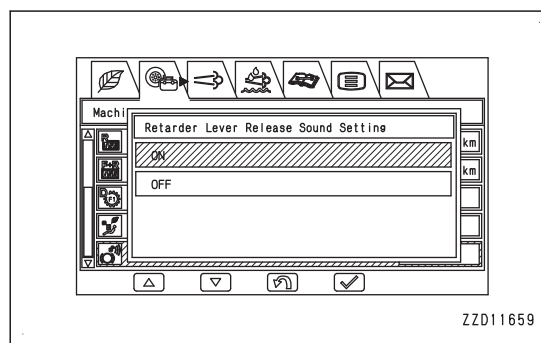 Machi
Retarder Lever Release Sound Setting
ON
OFF
km
km
ZZD11659